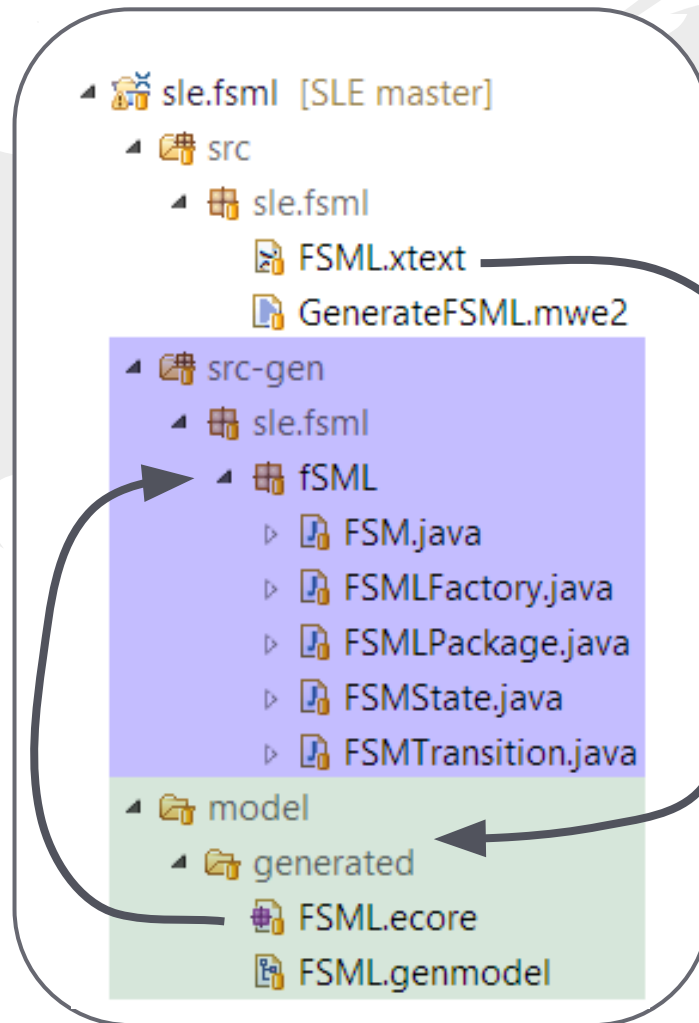 sle.fsml [SLE master]
src
sle.fsml
FSML.xtext
GenerateFSML.mwe2
src-gen
sle.fsml
fSML
FSM.java
FSMLFactory.java
FSMLPackage.java
FSMState.java
FSMTransition.java
model
generated
FSML.ecore
FSML.genmodel